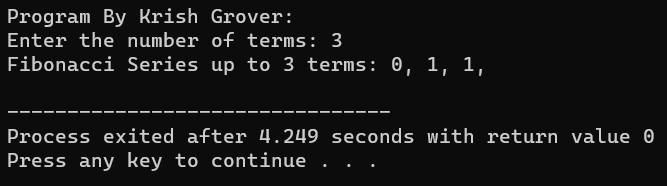 Program By Krish Grover:
Enter the number of terms: 3
Fibonacci Series up to 3 terms: 0, 1, 1,
--------------------------------
Process exited after 4.249 seconds with return value 0
Press any key to continue . . .